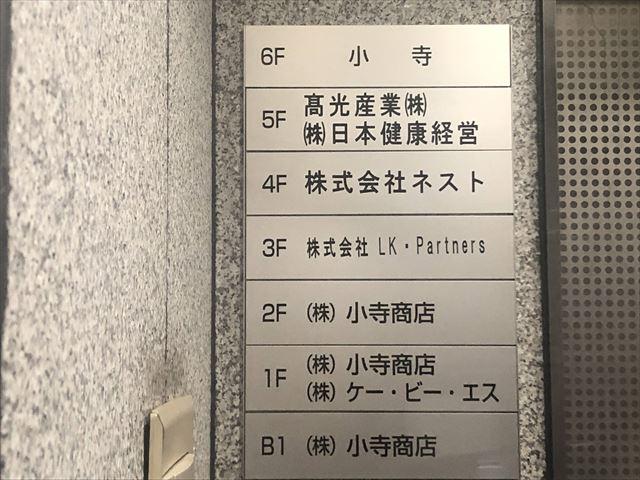 6F 小寺
5F 髙光産業㈱
㈱日本健康経営
4F 株式会社ネスト
3F 株式会社 LK・Partners
2F (株) 小寺商店
1F (株) 小寺商店
(株) ケー・ビー・エス
B1 (株) 小寺商店